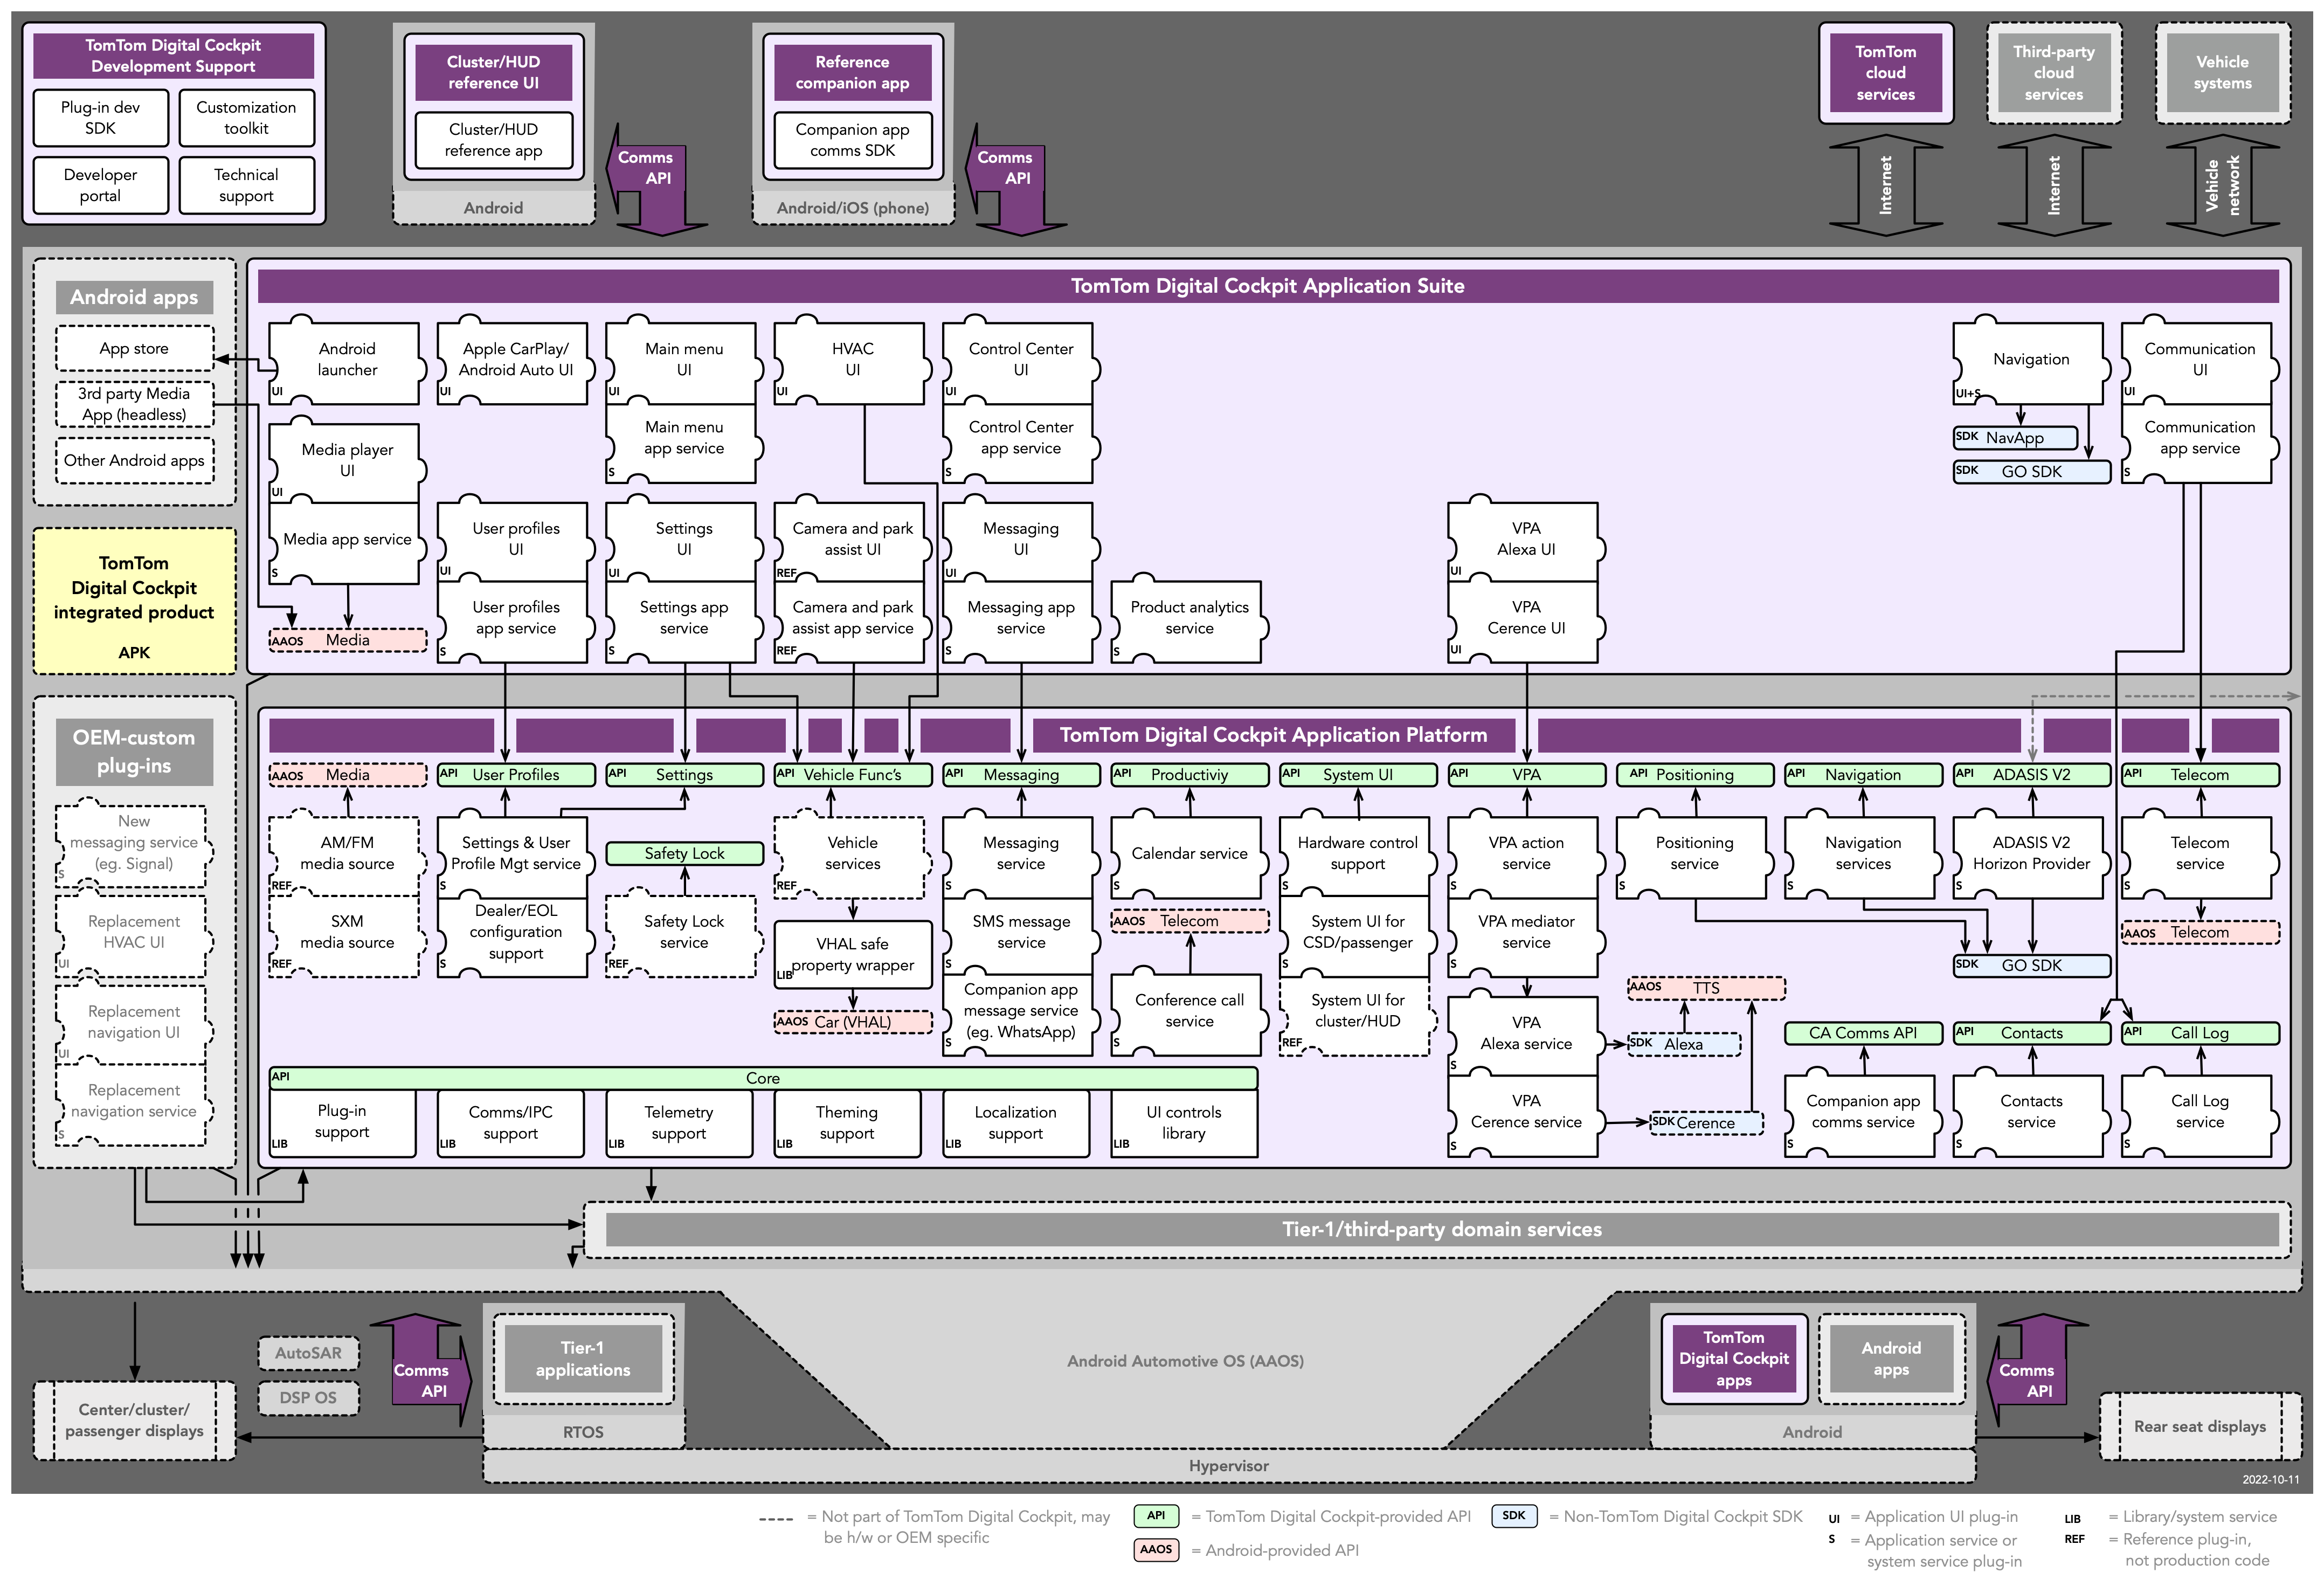 TomTom Digital Cockpit
Development Support
Plug-in dev
SDK
Customization
toolkit
Developer
portal
Technical
support
Cluster/HUD
reference UI
Cluster/HUD
reference app
Android
Comms
API
Reference
companion app
Companion app
comms SDK
Android/iOS (phone)
Comms
API
TomTom
cloud
services
Third-party
cloud
services
Vehicle
systems
Internet
Internet
Vehicle
network
Android apps
App store
3rd party Media
App (headless)
Other Android apps
TomTom
Digital Cockpit
integrated product
APK
TomTom Digital Cockpit Application Suite
Android
launcher
UI
Apple CarPlay/
Android Auto UI
UI
Main menu
UI
Main menu
app service
S
HVAC
UI
UI
Control Center
UI
Control Center
app service
S
Navigation
UI+S
SDK NavApp
SDK GO SDK
Communication
UI
UI
Communication
app service
S
Media player
UI
UI
Media app service
S
AAOS Media
User profiles
UI
UI
User profiles
app service
S
Settings
UI
UI
Settings app
service
S
Camera and park
assist UI
REF
Camera and park
assist app service
REF
Messaging
UI
UI
Messaging app
service
S
Product analytics
service
S
VPA
Alexa UI
UI
VPA
Cerence UI
UI
OEM-custom
plug-ins
New
messaging service
(eg. Signal)
S
Replacement
HVAC UI
UI
Replacement
navigation UI
UI
Replacement
navigation service
S
TomTom Digital Cockpit Application Platform
AAOS Media
API User Profiles
API Settings
API Vehicle Func's
API Messaging
API Productiviy
API System UI
API VPA
API Positioning
API Navigation
API ADASIS V2
API Telecom
AM/FM
media source
REF
SXM
media source
REF
Settings & User
Profile Mgt service
S
Dealer/EOL
configuration
support
S
Safety Lock
Safety Lock
service
REF
Vehicle
services
REF
VHAL safe
property wrapper
LIB
AAOS Car (VHAL)
Messaging
service
S
SMS message
service
S
Companion app
message service
(eg. WhatsApp)
S
Calendar service
S
AAOS Telecom
Conference call
service
S
Hardware control
support
S
System UI for
CSD/passenger
S
System UI for
cluster/HUD
REF
VPA action
service
S
VPA mediator
service
S
VPA
Alexa service
S
VPA
Cerence service
S
Positioning
service
S
AAOS TTS
SDK Alexa
SDK Cerence
Navigation
services
S
ADASIS V2
Horizon Provider
S
SDK GO SDK
Telecom
service
S
AAOS Telecom
CA Comms API
Companion app
comms service
S
API Contacts
Contacts
service
S
API Call Log
Call Log
service
S
API Core
Plug-in
support
LIB
Comms/IPC
support
LIB
Telemetry
support
LIB
Theming
support
LIB
Localization
support
LIB
UI controls
library
LIB
Tier-1/third-party domain services
Android Automotive OS (AAOS)
Center/cluster/
passenger displays
AutoSAR
DSP OS
Comms
API
Tier-1
applications
RTOS
Hypervisor
TomTom
Digital Cockpit
apps
Android
apps
Android
Comms
API
Rear seat displays
2022-10-11
= Not part of TomTom Digital Cockpit, may
be h/w or OEM specific
API = TomTom Digital Cockpit-provided API
AAOS = Android-provided API
SDK = Non-TomTom Digital Cockpit SDK
UI = Application UI plug-in
S = Application service or
system service plug-in
LIB = Library/system service
REF = Reference plug-in,
not production code